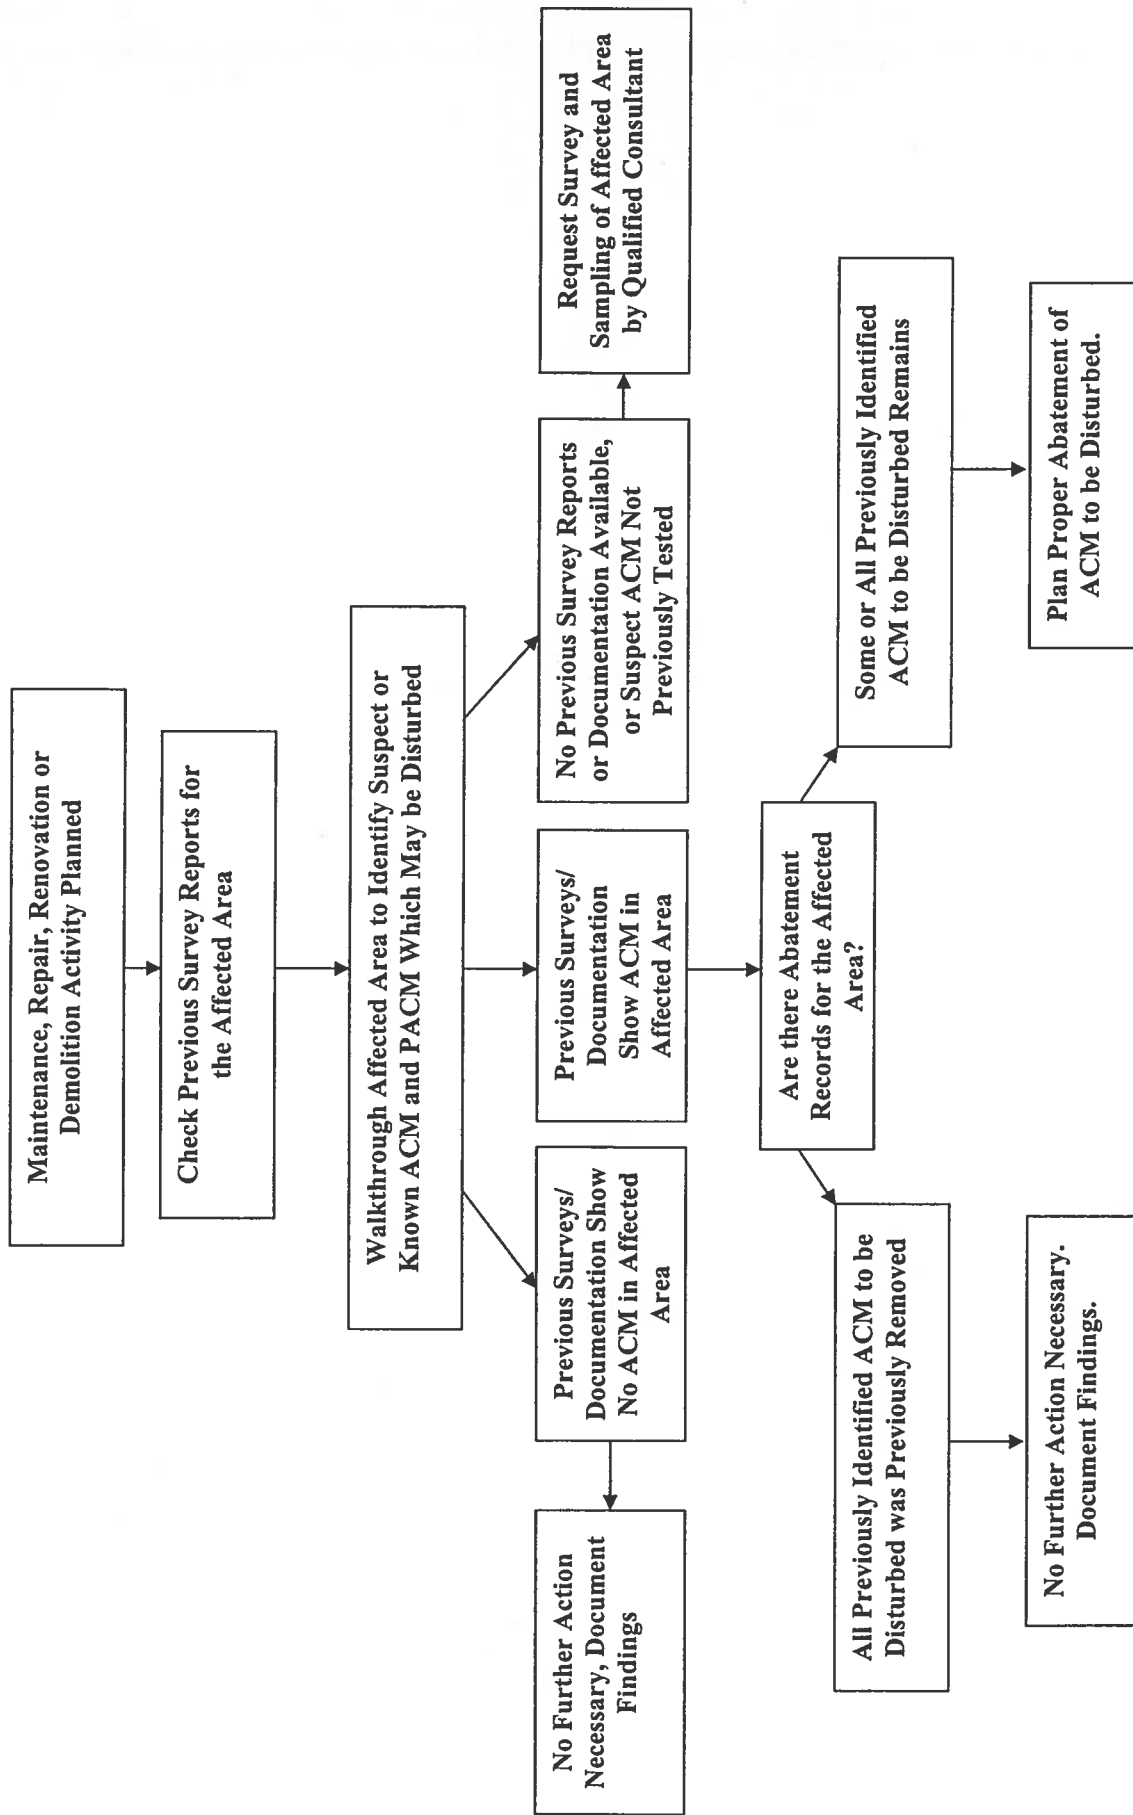 Maintenance, Repair, Renovation or
Demolition Activity Planned
Check Previous Survey Reports for
the Affected Area
Walkthrough Affected Area to Identify Suspect or
Known ACM and PACM Which May be Disturbed
No Further Action
Necessary, Document
Findings
Previous Surveys/
Documentation Show
No ACM in Affected
Area
Previous Surveys/
Documentation
Show ACM in
Affected Area
No Previous Survey Reports
or Documentation Available,
or Suspect ACM Not
Previously Tested
Request Survey and
Sampling of Affected Area
by Qualified Consultant
Are there Abatement
Records for the Affected
Area?
All Previously Identified ACM to be
Disturbed was Previously Removed
Some or All Previously Identified
ACM to be Disturbed Remains
No Further Action Necessary.
Document Findings.
Plan Proper Abatement of
ACM to be Disturbed.